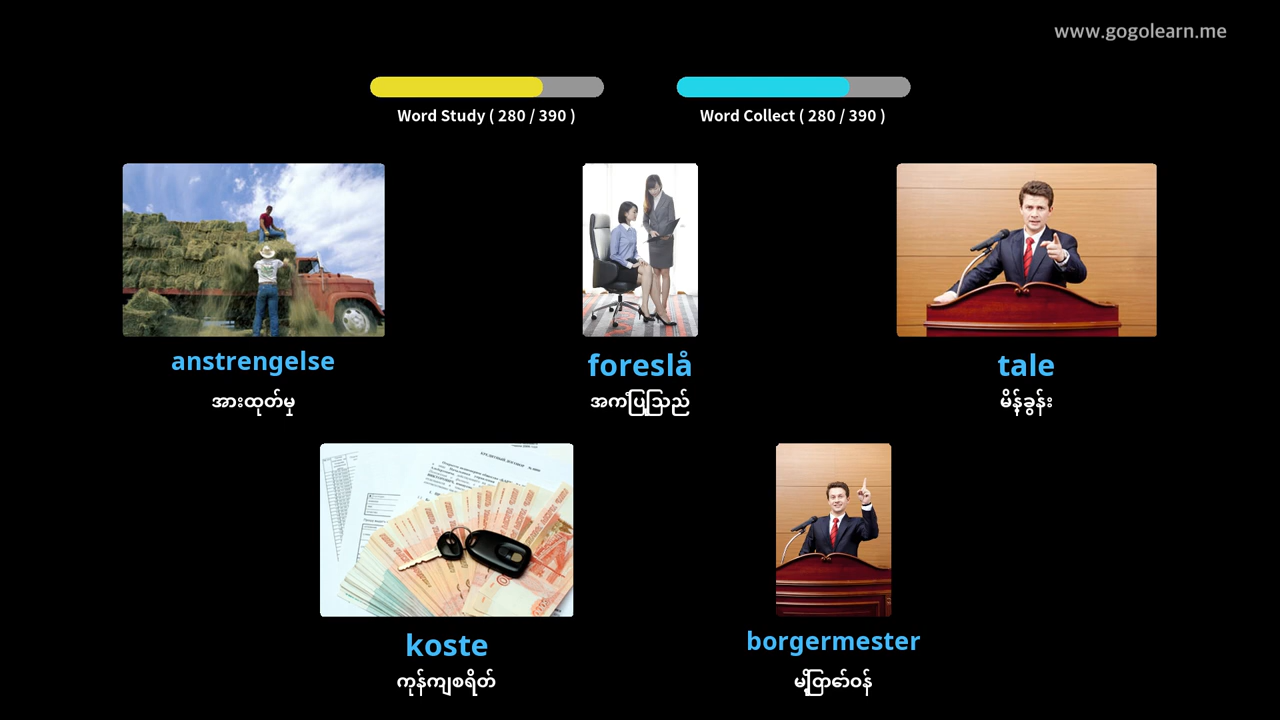 www.gogolearn.me
Word Study ( 280 / 390 )
Word Collect ( 280 / 390 )
anstrengelse
foreslå
tale
အားထုတ်မှု
အကံပြုသည်
မိန့်ခွန်း
КРЕДИТНЫЙ ДОГОВОР
koste
borgermester
ကုန်ကျစရိတ်
မြို့တော်ဝန်